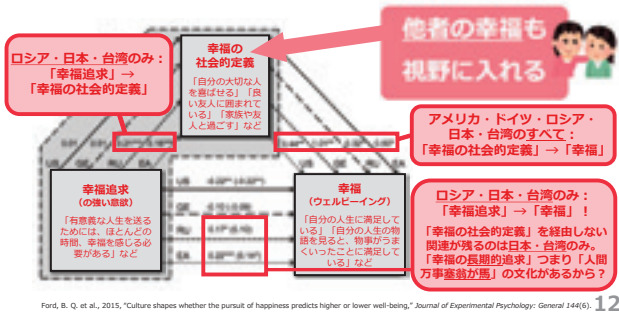 他者の幸福も
視野に入れる
ロシア・日本・台湾のみ：
「幸福追求」→
「幸福の社会的定義」
幸福の
社会的定義
「自分の大切な人
を喜ばせる」「良
い友人に囲まれて
いる」「家族や友
人と過ごす」など
アメリカ・ドイツ・ロシア・
日本・台湾のすべて：
「幸福の社会的定義」→「幸福」
US GE RU EA
幸福追求
（の強い意欲）
「有意義な人生を送る
ためには、ほとんどの
時間、幸福を感じる必
要がある」など
US
GE
RU
EA
幸福
（ウェルビーイング）
「自分の人生に満足して
いる」「自分の人生の物
語を見ると、物事がうま
くいったことに満足して
いる」など
ロシア・日本・台湾のみ：
「幸福追求」→「幸福」！
「幸福の社会的定義」を経由しない
関連が残るのは日本・台湾のみ。
「幸福の長期的追求」つまり「人間
万事塞翁が馬」の文化があるから？
Ford, B. Q. et al., 2015, "Culture shapes whether the pursuit of happiness predicts higher or lower well-being," Journal of Experimental Psychology: General 144(6).
12